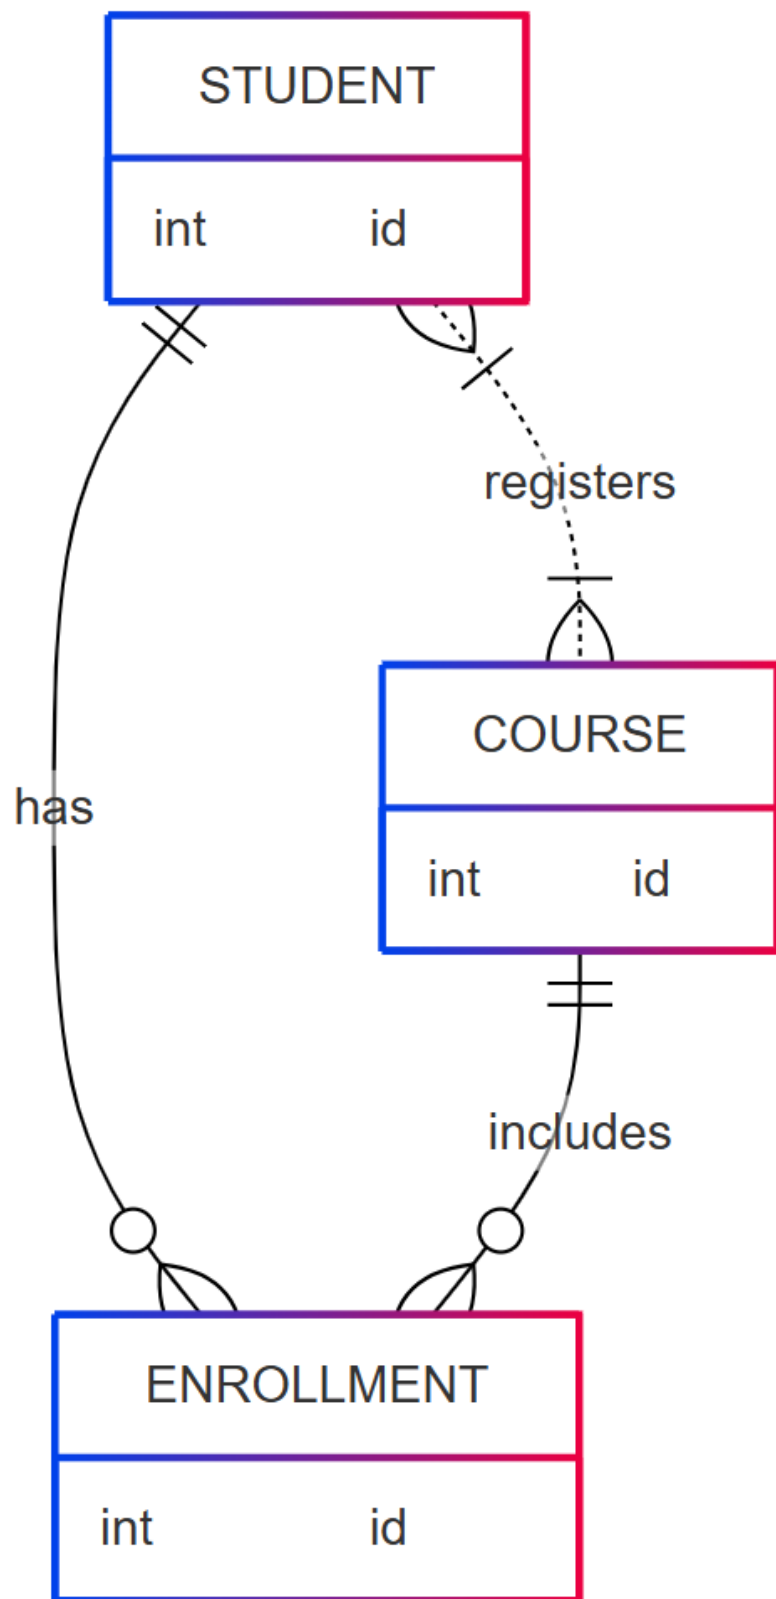 STUDENT
int id
registers
COURSE
has
int id
includes
ENROLLMENT
int id